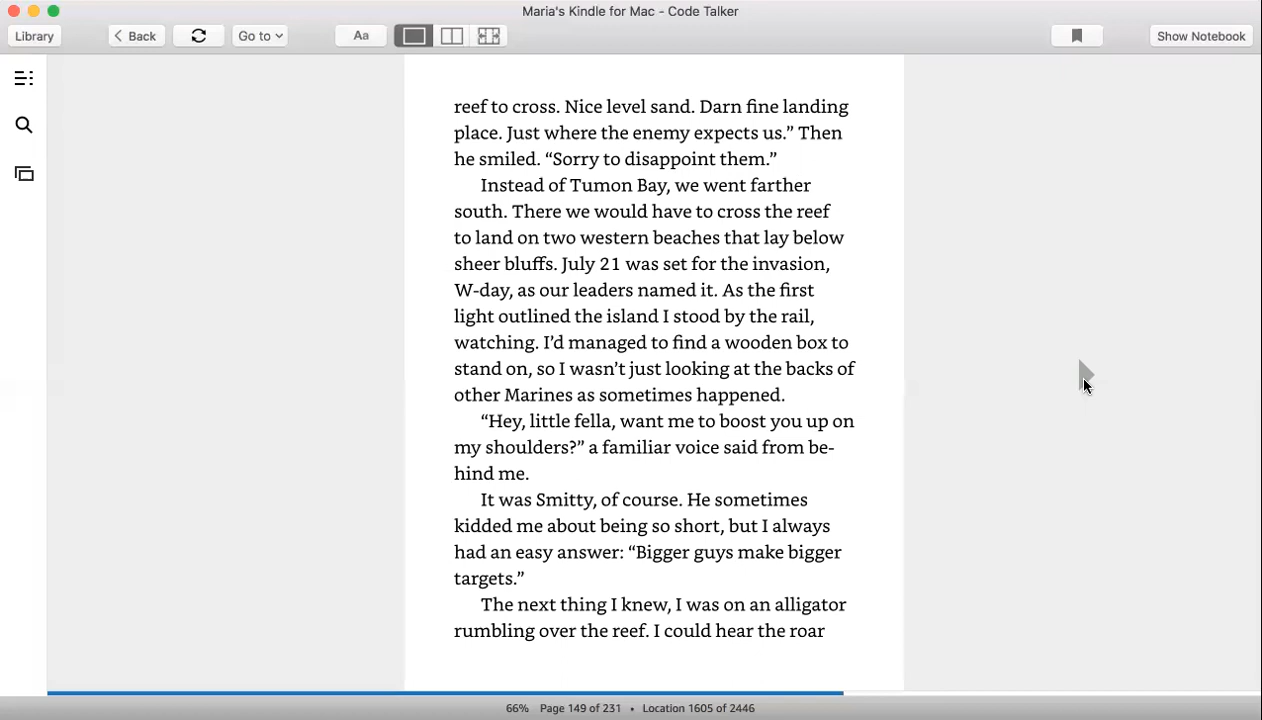 Maria's Kindle for Mac - Code Talker
Library
Back
Go to
Aa
Show Notebook
reef to cross. Nice level sand. Darn fine landing
place. Just where the enemy expects us.” Then
he smiled. “Sorry to disappoint them.”
Instead of Tumon Bay, we went farther
south. There we would have to cross the reef
to land on two western beaches that lay below
sheer bluffs. July 21 was set for the invasion,
W-day, as our leaders named it. As the first
light outlined the island I stood by the rail,
watching. I’d managed to find a wooden box to
stand on, so I wasn’t just looking at the backs of
other Marines as sometimes happened.
“Hey, little fella, want me to boost you up on
my shoulders?” a familiar voice said from be-
hind me.
It was Smitty, of course. He sometimes
kidded me about being so short, but I always
had an easy answer: “Bigger guys make bigger
targets.”
The next thing I knew, I was on an alligator
rumbling over the reef. I could hear the roar
66% Page 149 of 231 • Location 1605 of 2446